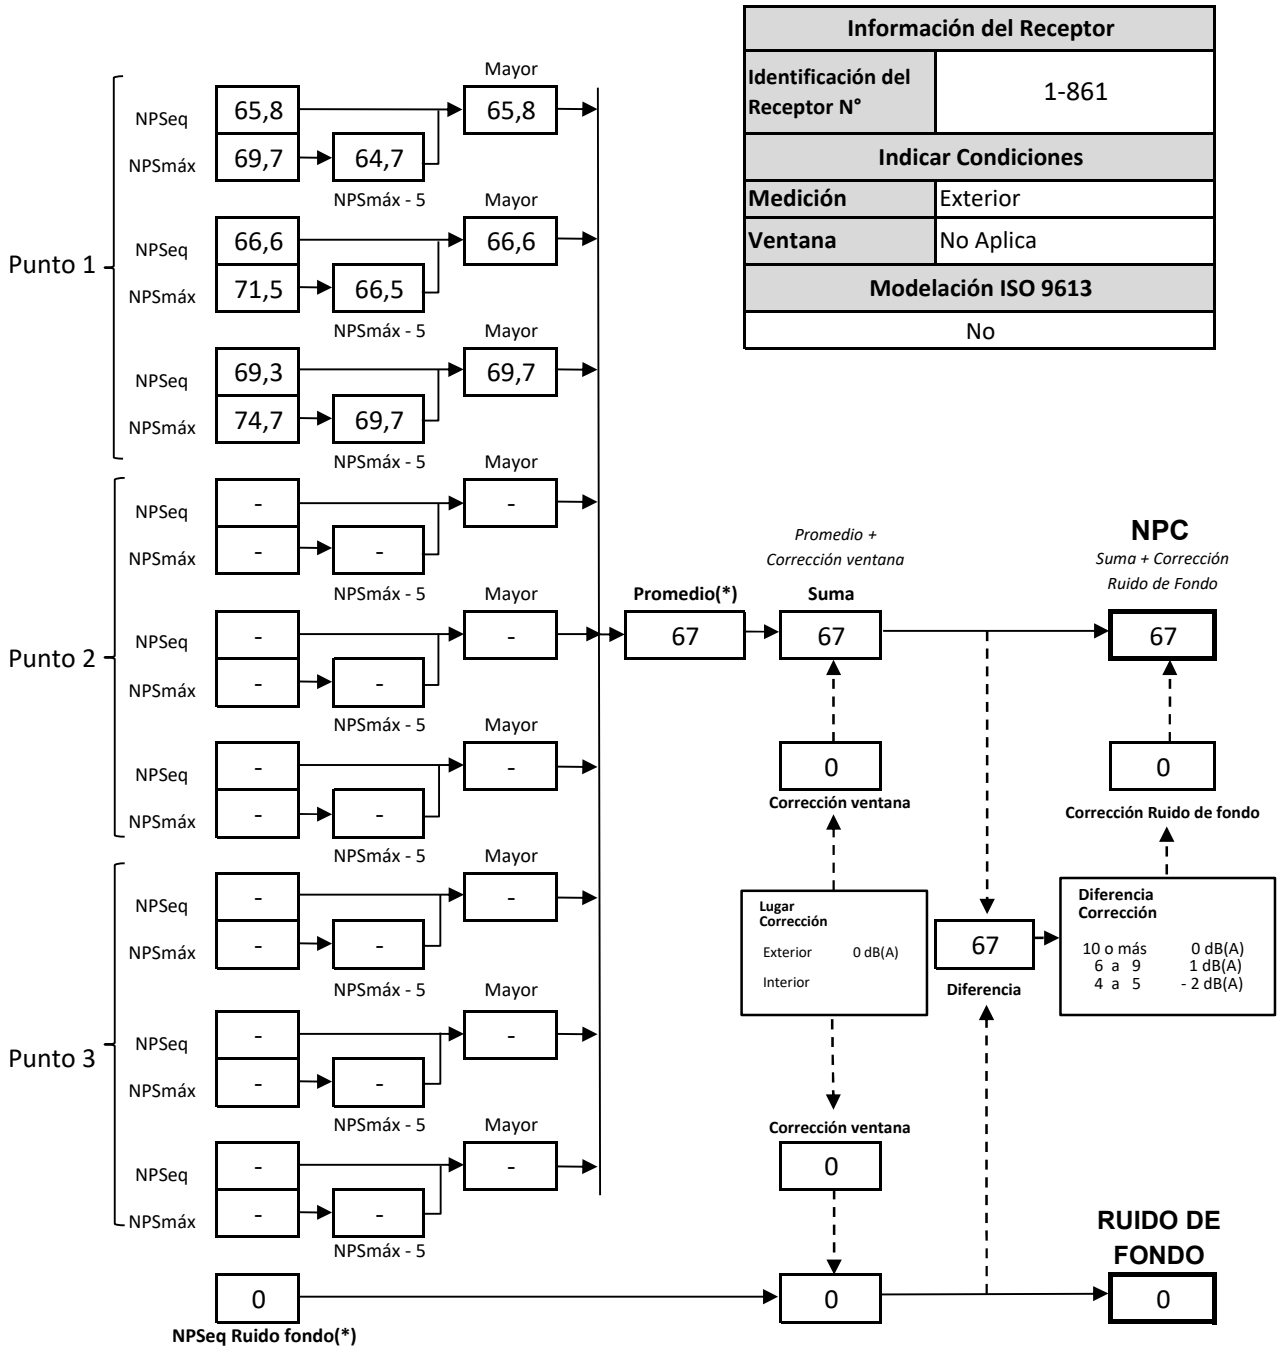 Información del Receptor
Identificación del
Receptor N°
1-861
Indicar Condiciones
Medición
Exterior
Ventana
No Aplica
Modelación ISO 9613
No
Punto 1
Mayor
NPSeq
65,8
65,8
NPSmáx
69,7
64,7
NPSmáx - 5
Mayor
NPSeq
66,6
66,6
NPSmáx
71,5
66,5
NPSmáx - 5
Mayor
NPSeq
69,3
69,7
NPSmáx
74,7
69,7
NPSmáx - 5
Punto 2
Mayor
NPSeq
-
-
NPSmáx
-
-
NPSmáx - 5
Mayor
NPSeq
-
-
NPSmáx
-
-
NPSmáx - 5
Mayor
NPSeq
-
-
NPSmáx
-
-
NPSmáx - 5
Punto 3
Mayor
NPSeq
-
-
NPSmáx
-
-
NPSmáx - 5
Mayor
NPSeq
-
-
NPSmáx
-
-
NPSmáx - 5
Mayor
NPSeq
-
-
NPSmáx
-
-
NPSmáx - 5
0
NPSeq Ruido fondo(*)
Promedio(*)
67
Promedio +
Corrección ventana
Suma
67
0
Corrección ventana
Lugar
Corrección
Exterior 0 dB(A)
Interior
Corrección ventana
0
0
67
Diferencia
NPC
Suma + Corrección
Ruido de Fondo
67
0
Corrección Ruido de fondo
Diferencia
Corrección
10 o más 0 dB(A)
6 a 9 1 dB(A)
4 a 5 - 2 dB(A)
RUIDO DE
FONDO
0